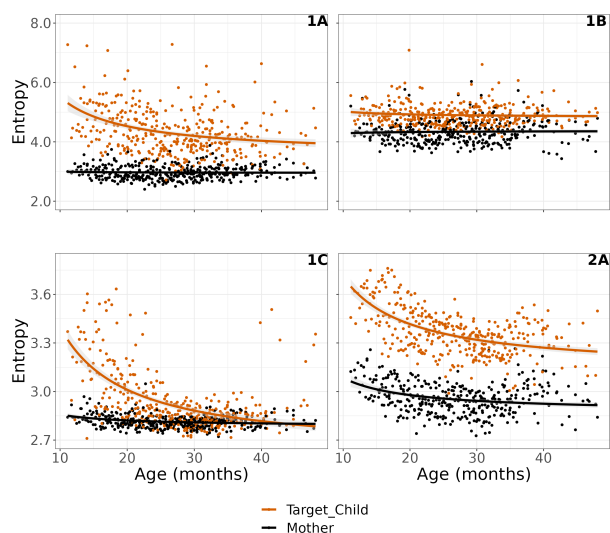 1A
1B
8.0
6.0
4.0
2.0
Entropy
1C
2A
3.6
3.3
3.0
2.7
Entropy
10 20 30 40 10 20 30 40
Age (months) Age (months)
Target_Child
Mother